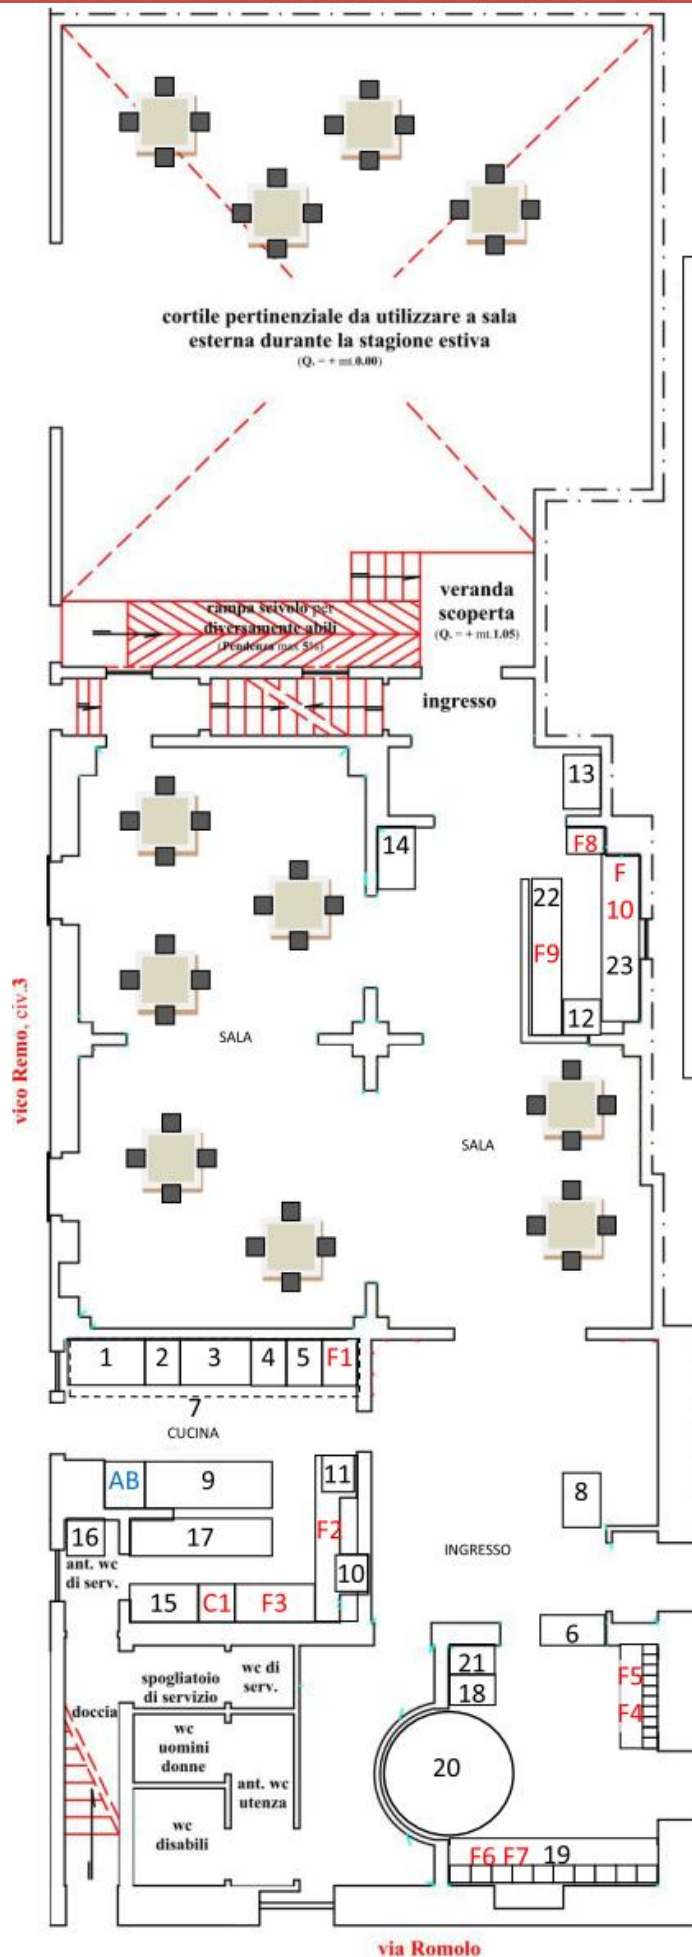 cortile pertinenziale da utilizzare a sala
esterna durante la stagione estiva
(Q. = + mt.0.00)
veranda
scoperta
(Q. = + mt.1.05)
rampa scivolo per
diversamente abili
(Pendenza max 5%)
ingresso
13
14
F8
F
10
22
F9
23
12
vico Remo, civ.3
SALA
SALA
1
2
3
4
5
F1
7
CUCINA
AB
9
11
8
16
17
F2
ant. wc
di serv.
10
INGRESSO
15
C1
F3
6
spogliatoio
di servizio
wc di
serv.
21
18
F5
F4
doccia
wc
uomini
donne
ant. wc
utenza
20
wc
disabili
F6
F7
19
via Romolo